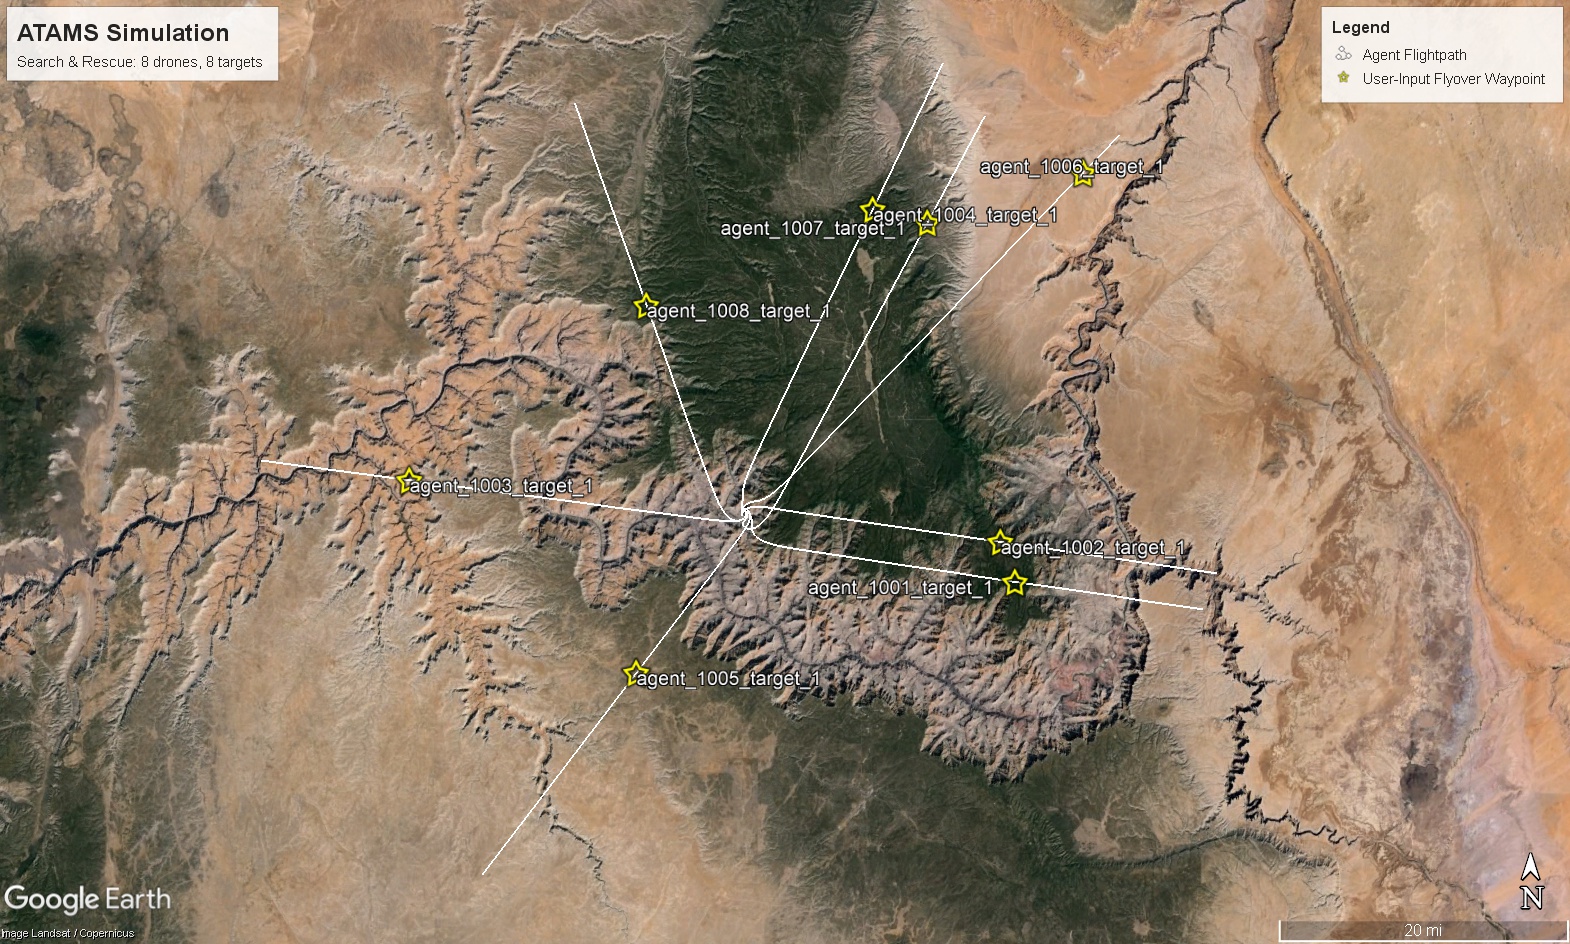 ATAMS Simulation
Search & Rescue: 8 drones, 8 targets
Legend
Agent Flightpath
User-Input Flyover Waypoint
agent_1006_target_1
agent_1004_target_1
agent_1007_target_1
agent_1008_target_1
agent_1003_target_1
agent_1002_target_1
agent_1001_target_1
agent_1005_target_1
N
Google Earth
20 mi
Image Landsat / Copernicus